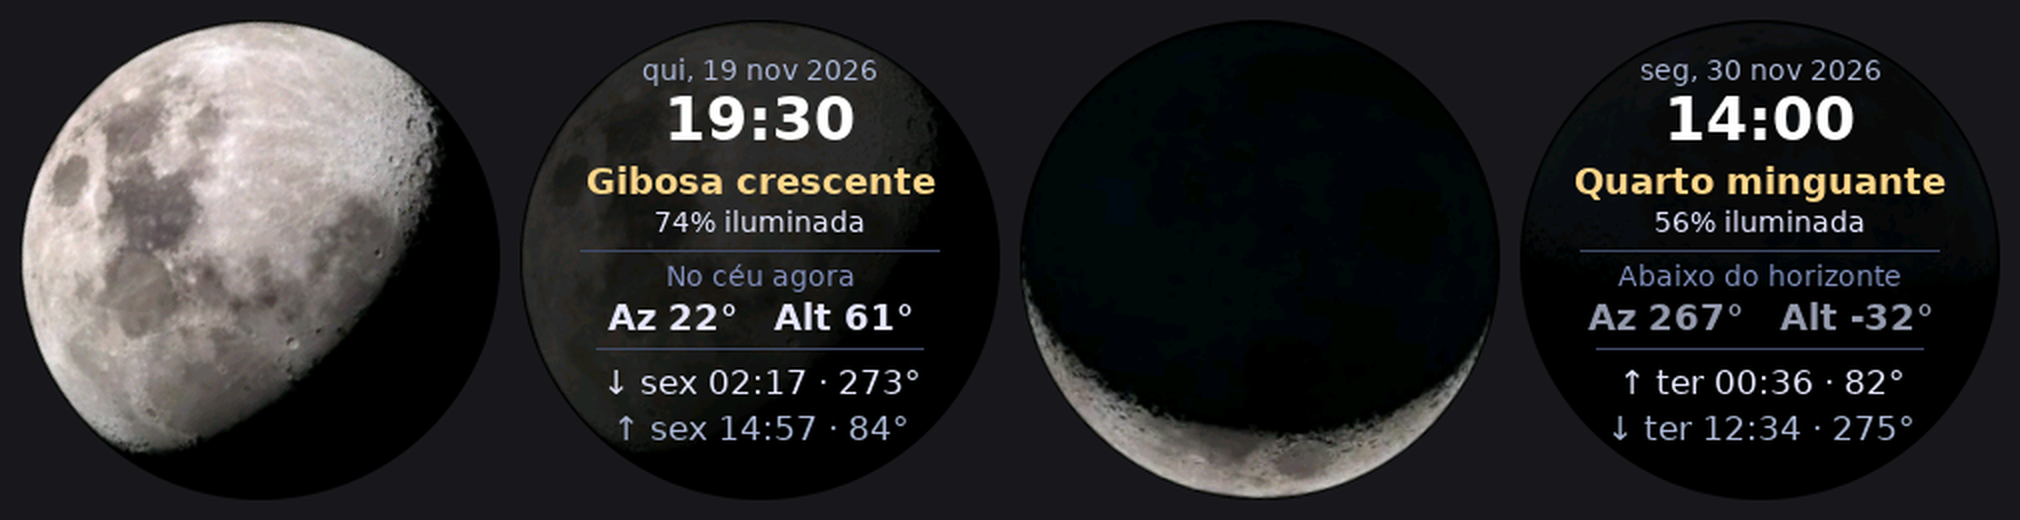 qui, 19 nov 2026
19:30
Gibosa crescente
74% iluminada
No céu agora
Az 22° Alt 61°
↓ sex 02:17 · 273°
↑ sex 14:57 · 84°
seg, 30 nov 2026
14:00
Quarto minguante
56% iluminada
Abaixo do horizonte
Az 267° Alt -32°
↑ ter 00:36 · 82°
↓ ter 12:34 · 275°